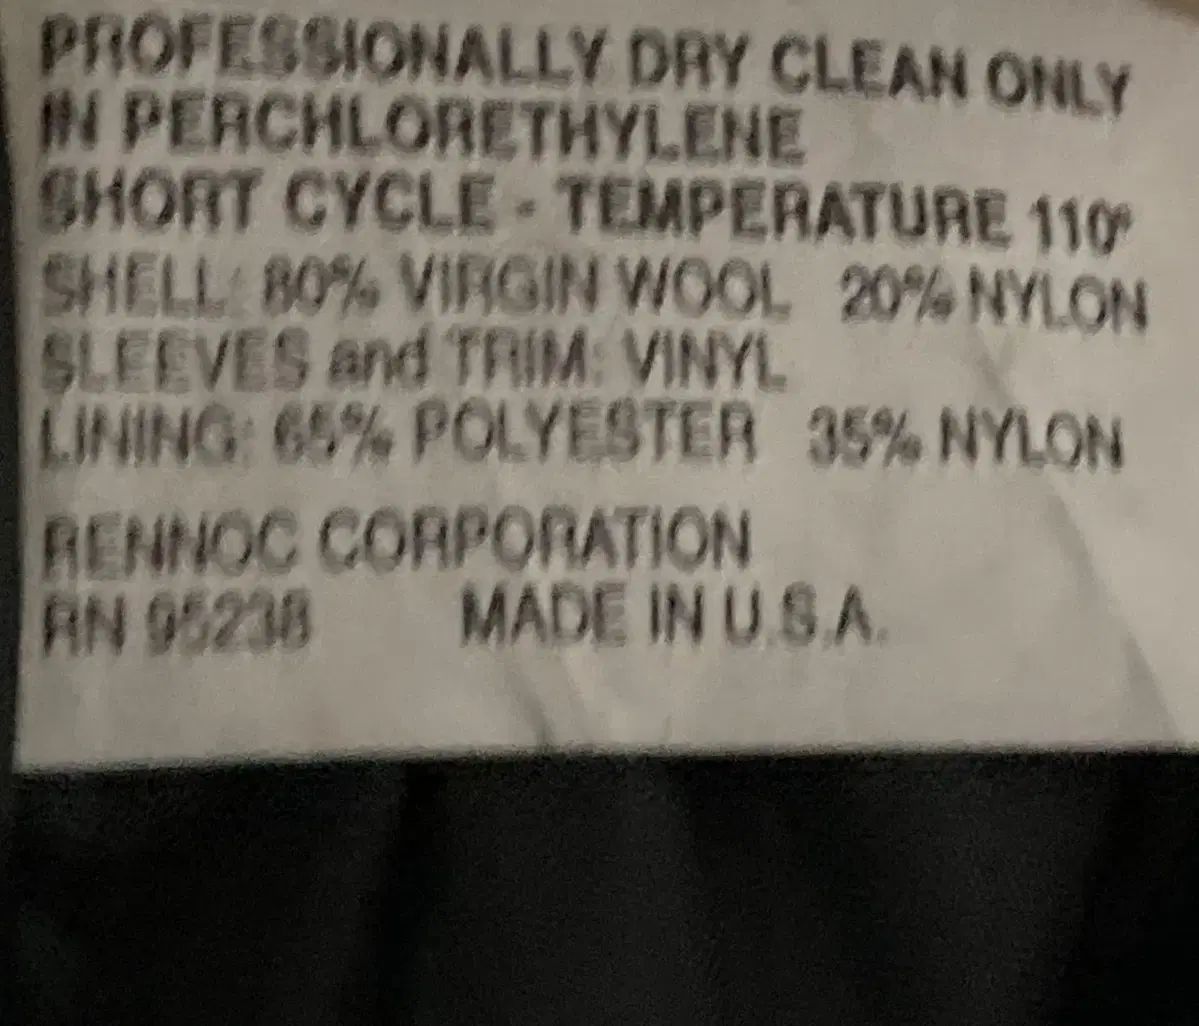 PROFESSIONALLY DRY CLEAN ONLY
IN PERCHLORETHYLENE
SHORT CYCLE - TEMPERATURE 110°
SHELL: 80% VIRGIN WOOL 20% NYLON
SLEEVES and TRIM: VINYL
LINING: 65% POLYESTER 35% NYLON
RENNOC CORPORATION
RN 95238 MADE IN U.S.A.